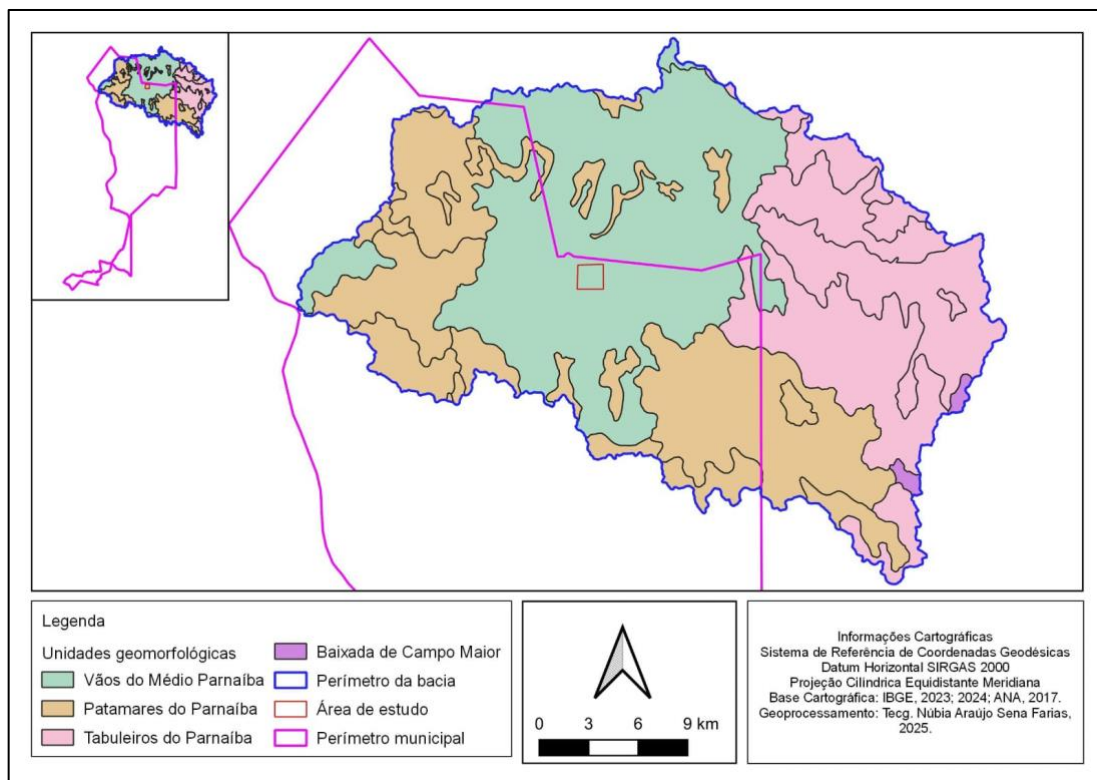 Legenda
Unidades geomorfológicas
Vãos do Médio Parnaíba
Patamares do Parnaíba
Tabuleiros do Parnaíba
Baixada de Campo Maior
Perímetro da bacia
Área de estudo
Perímetro municipal
0 3 6 9 km
Informações Cartográficas
Sistema de Referência de Coordenadas Geodésicas
Datum Horizontal SIRGAS 2000
Projeção Cilíndrica Equidistante Meridiana
Base Cartográfica: IBGE, 2023; 2024; ANA, 2017.
Geoprocessamento: Tecg. Núbia Araújo Sena Farias,
2025.